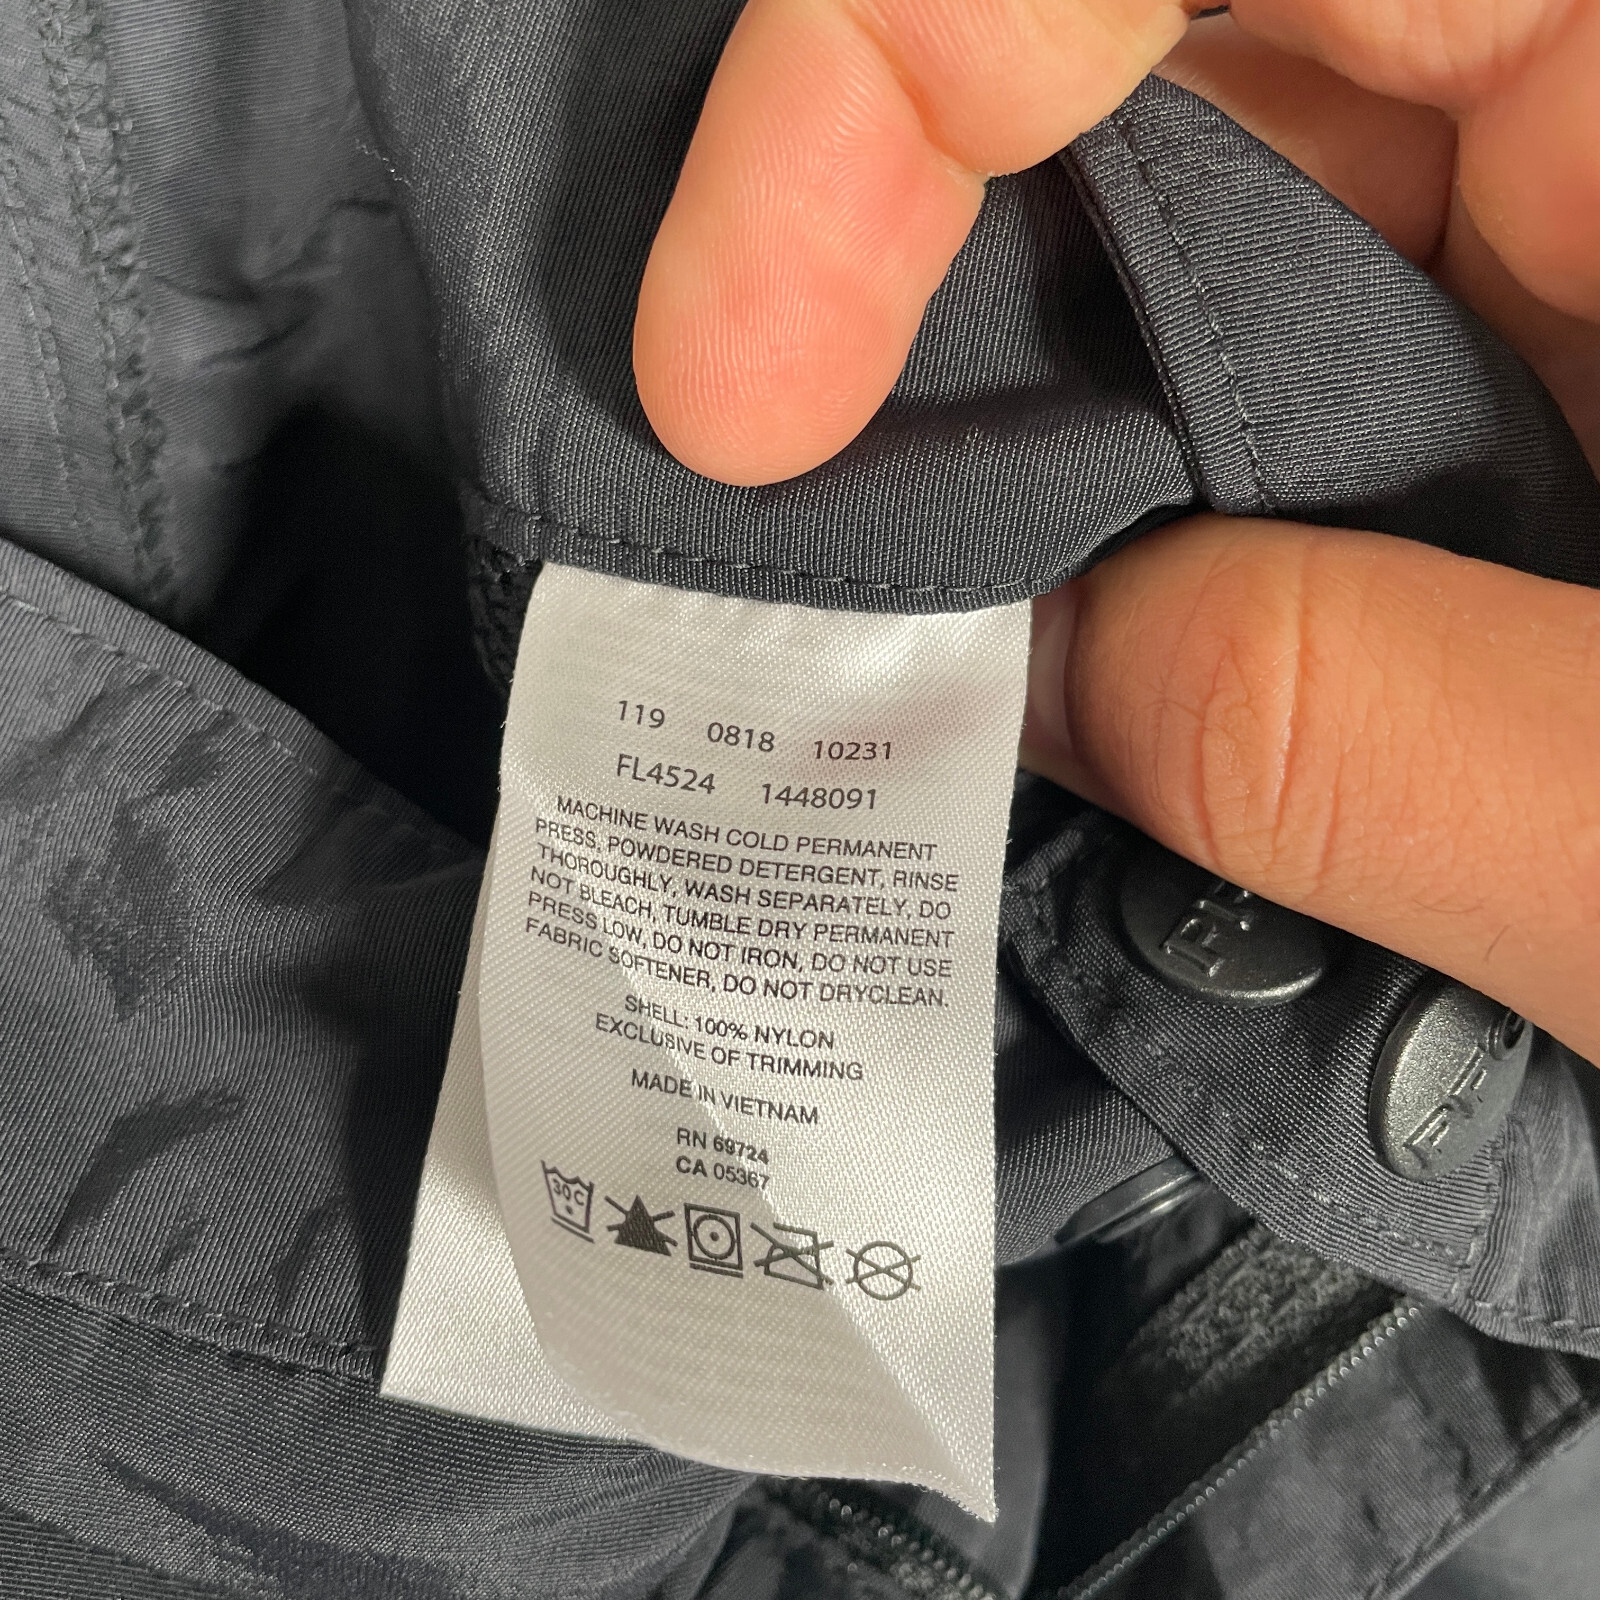 119 0818 10231
FL4524 1448091
MACHINE WASH COLD PERMANENT
PRESS, POWDERED DETERGENT, RINSE
THOROUGHLY, WASH SEPARATELY, DO
NOT BLEACH, TUMBLE DRY PERMANENT
PRESS LOW, DO NOT IRON, DO NOT USE
FABRIC SOFTENER, DO NOT DRYCLEAN.
SHELL: 100% NYLON
EXCLUSIVE OF TRIMMING
MADE IN VIETNAM
RN 69724
CA 05367
30C